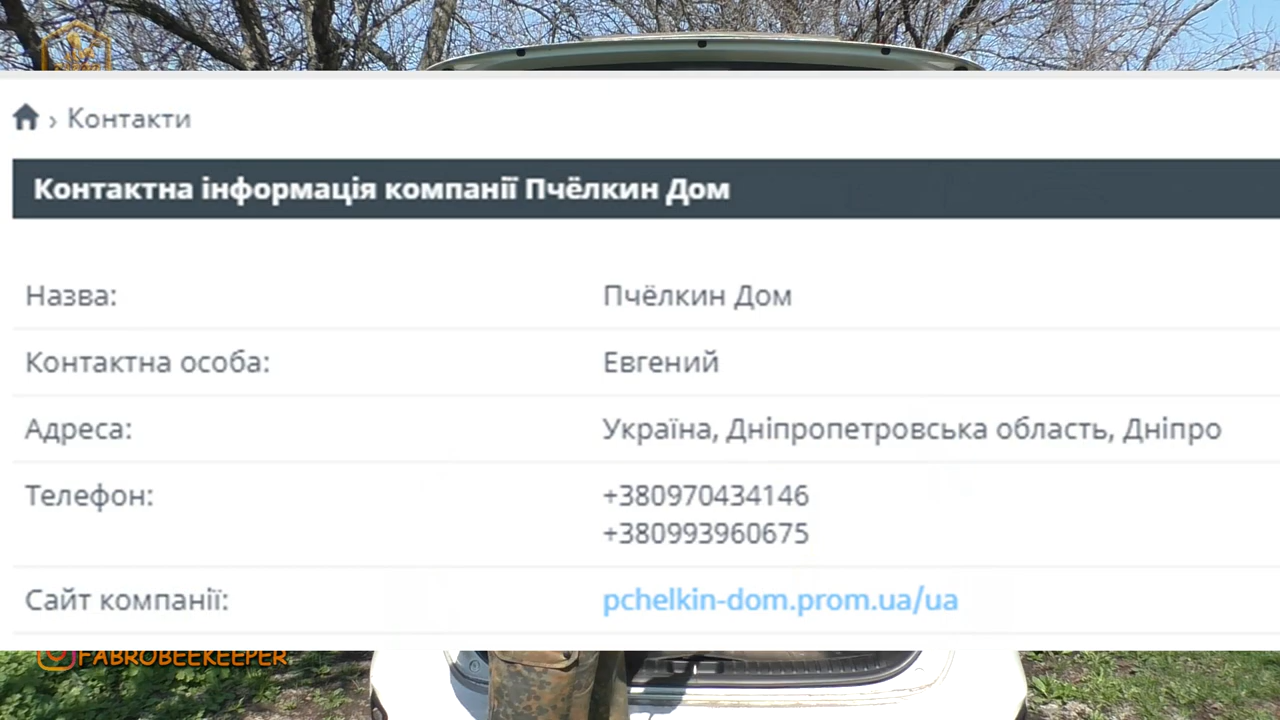 › Контакти
Контактна інформація компанії Пчёлкин Дом
Назва: Пчёлкин Дом
Контактна особа: Евгений
Адреса: Україна, Дніпропетровська область, Дніпро
Телефон: +380970434146
+380993960675
Сайт компанії: pchelkin-dom.prom.ua/ua
FABROBEEKEEPER